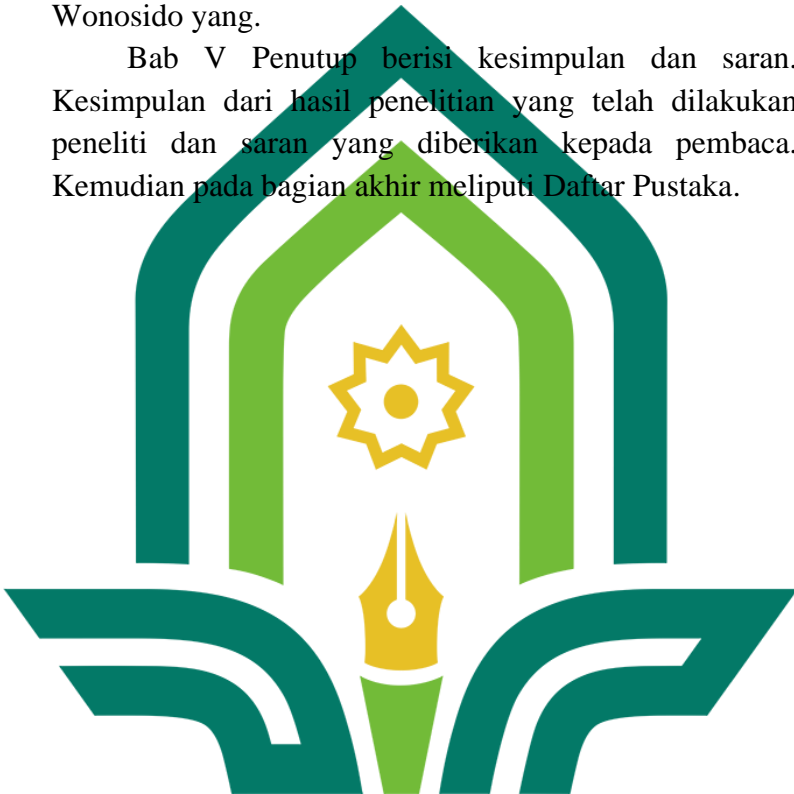 Wonosido yang.
Bab V Penutup berisi kesimpulan dan saran.
Kesimpulan dari hasil penelitian yang telah dilakukan
peneliti dan saran yang diberikan kepada pembaca.
Kemudian pada bagian akhir meliputi Daftar Pustaka.